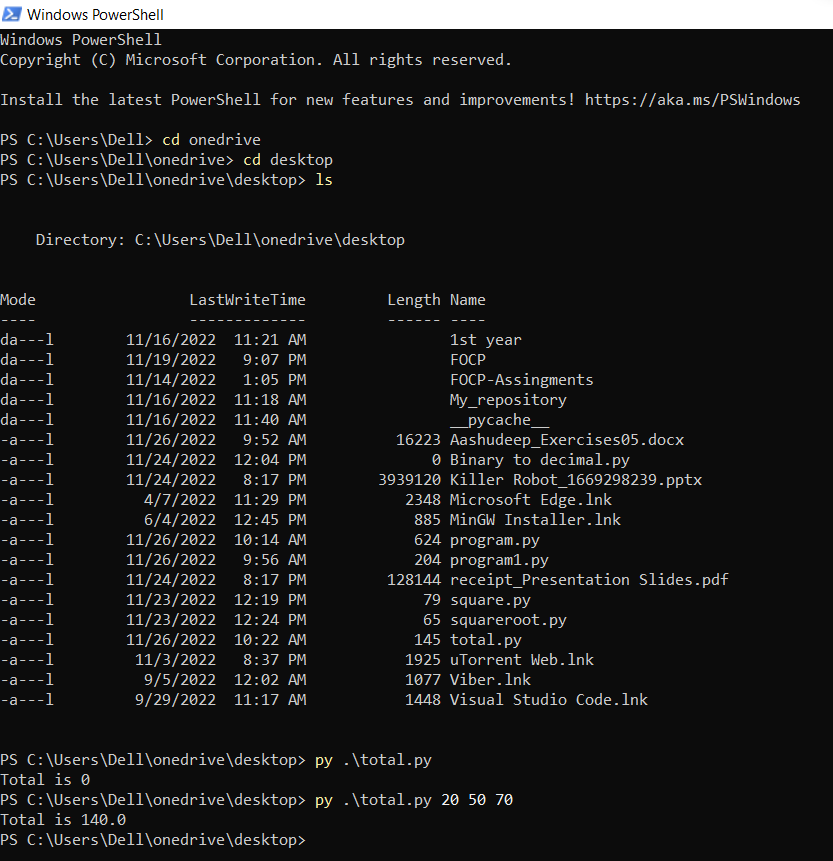 Windows PowerShell
Windows PowerShell
Copyright (C) Microsoft Corporation. All rights reserved.
Install the latest PowerShell for new features and improvements! https://aka.ms/PSWindows
PS C:\Users\Dell> cd onedrive
PS C:\Users\Dell\onedrive> cd desktop
PS C:\Users\Dell\onedrive\desktop> ls
Directory: C:\Users\Dell\onedrive\desktop
Mode LastWriteTime Length Name
---- ------------- ------ ----
da---l 11/16/2022 11:21 AM 1st year
da---l 11/19/2022 9:07 PM FOCP
da---l 11/14/2022 1:05 PM FOCP-Assingments
da---l 11/16/2022 11:18 AM My_repository
da---l 11/16/2022 11:40 AM __pycache__
-a---l 11/26/2022 9:52 AM 16223 Aashudeep_Exercises05.docx
-a---l 11/24/2022 12:04 PM 0 Binary to decimal.py
-a---l 11/24/2022 8:17 PM 3939120 Killer Robot_1669298239.pptx
-a---l 4/7/2022 11:29 PM 2348 Microsoft Edge.lnk
-a---l 6/4/2022 12:45 PM 885 MinGW Installer.lnk
-a---l 11/26/2022 10:14 AM 624 program.py
-a---l 11/26/2022 9:56 AM 204 program1.py
-a---l 11/24/2022 8:17 PM 128144 receipt_Presentation Slides.pdf
-a---l 11/23/2022 12:19 PM 79 square.py
-a---l 11/23/2022 12:24 PM 65 squareroot.py
-a---l 11/26/2022 10:22 AM 145 total.py
-a---l 11/3/2022 8:37 PM 1925 uTorrent Web.lnk
-a---l 9/5/2022 12:02 AM 1077 Viber.lnk
-a---l 9/29/2022 11:17 AM 1448 Visual Studio Code.lnk
PS C:\Users\Dell\onedrive\desktop> py .\total.py
Total is 0
PS C:\Users\Dell\onedrive\desktop> py .\total.py 20 50 70
Total is 140.0
PS C:\Users\Dell\onedrive\desktop>